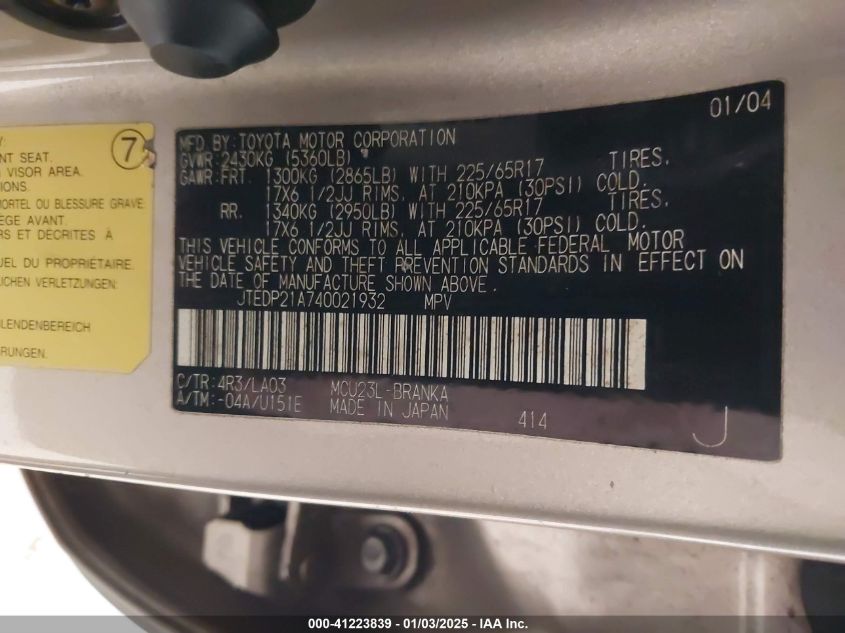 7
NT SEAT.
VISOR AREA.
TIONS.
MORTEL OU BLESSURE GRAVE
EGE AVANT.
RS ET DÉCRITES À
UEL DU PROPRIÉTAIRE.
LICHEN VERLETZUNGEN:
LENDENBEREICH
RUNGEN.
01/04
MFD.BY:TOYOTA MOTOR CORPORATION
GVWR:2430KG (5360LB)
GAWR:FRT. 1300KG (2865LB) WITH 225/65R17 TIRES,
17X6 1/2JJ RIMS, AT 210KPA (30PSI) COLD.
RR. 1340KG (2950LB) WITH 225/65R17 TIRES,
17X6 1/2JJ RIMS, AT 210KPA (30PSI) COLD.
THIS VEHICLE CONFORMS TO ALL APPLICABLE FEDERAL MOTOR
VEHICLE SAFETY AND THEFT PREVENTION STANDARDS IN EFFECT ON
THE DATE OF MANUFACTURE SHOWN ABOVE.
JTEDP21A740021932 MPV
C/TR:4R3/LA03 MCU23L-BRANKA
A/TM:-04A/U151E MADE IN JAPAN 414
J
000-41223839 - 01/03/2025 - IAA Inc.